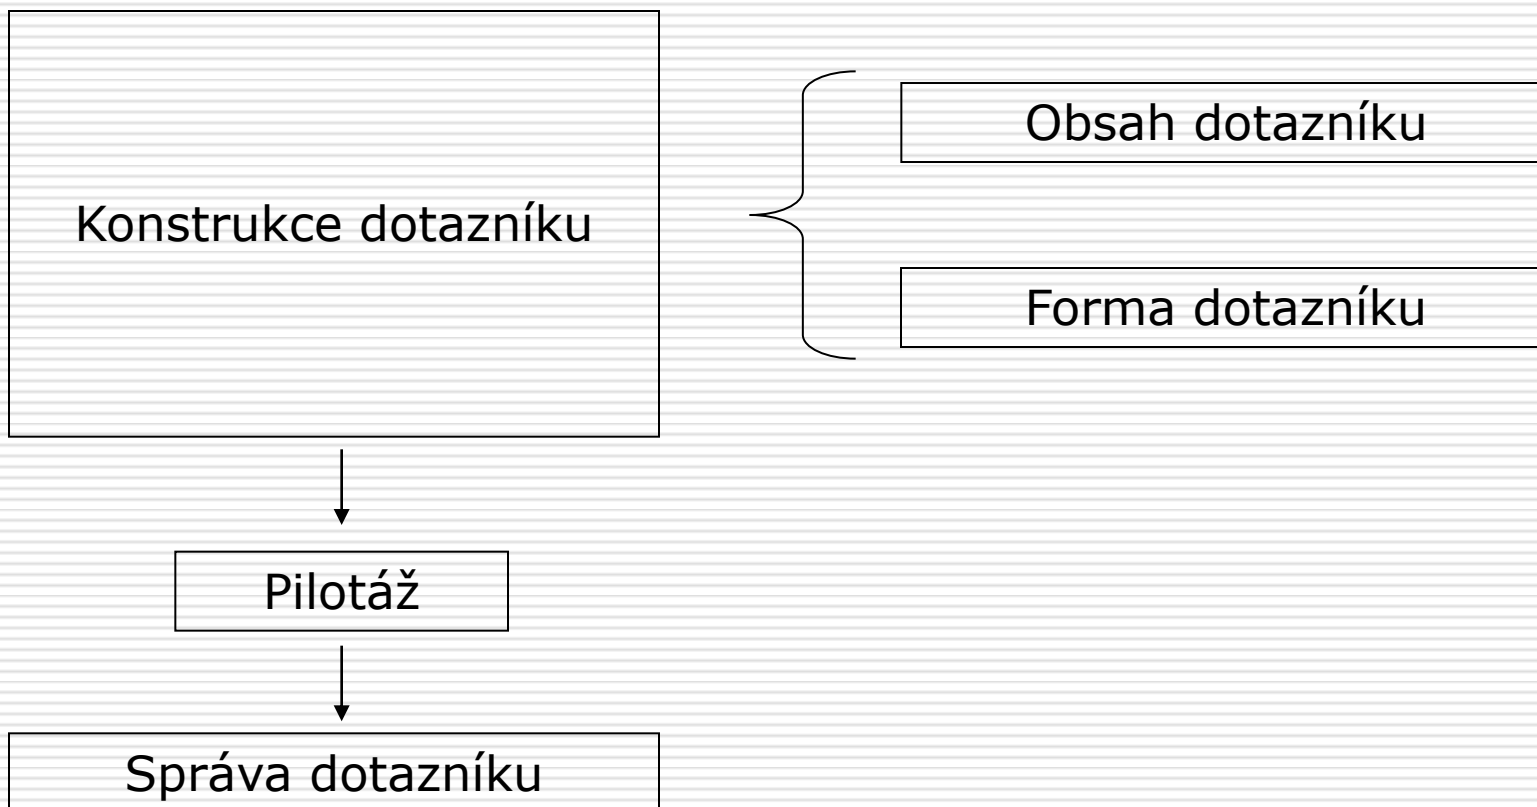 Konstrukce dotazníku
Obsah dotazníku
Forma dotazníku
Pilotáž
Správa dotazníku